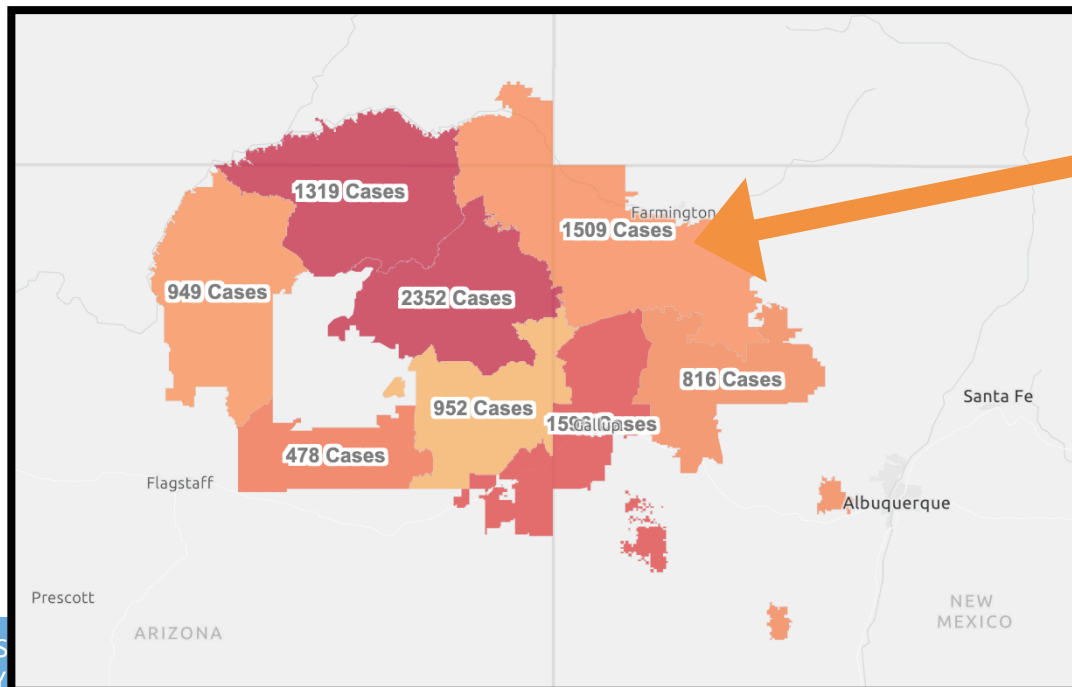 1319 Cases
Farmington
1509 Cases
949 Cases
2352 Cases
816 Cases
Santa Fe
952 Cases
Gallup
Cases
478 Cases
Flagstaff
Albuquerque
Prescott
NEW
MEXICO
ARIZONA